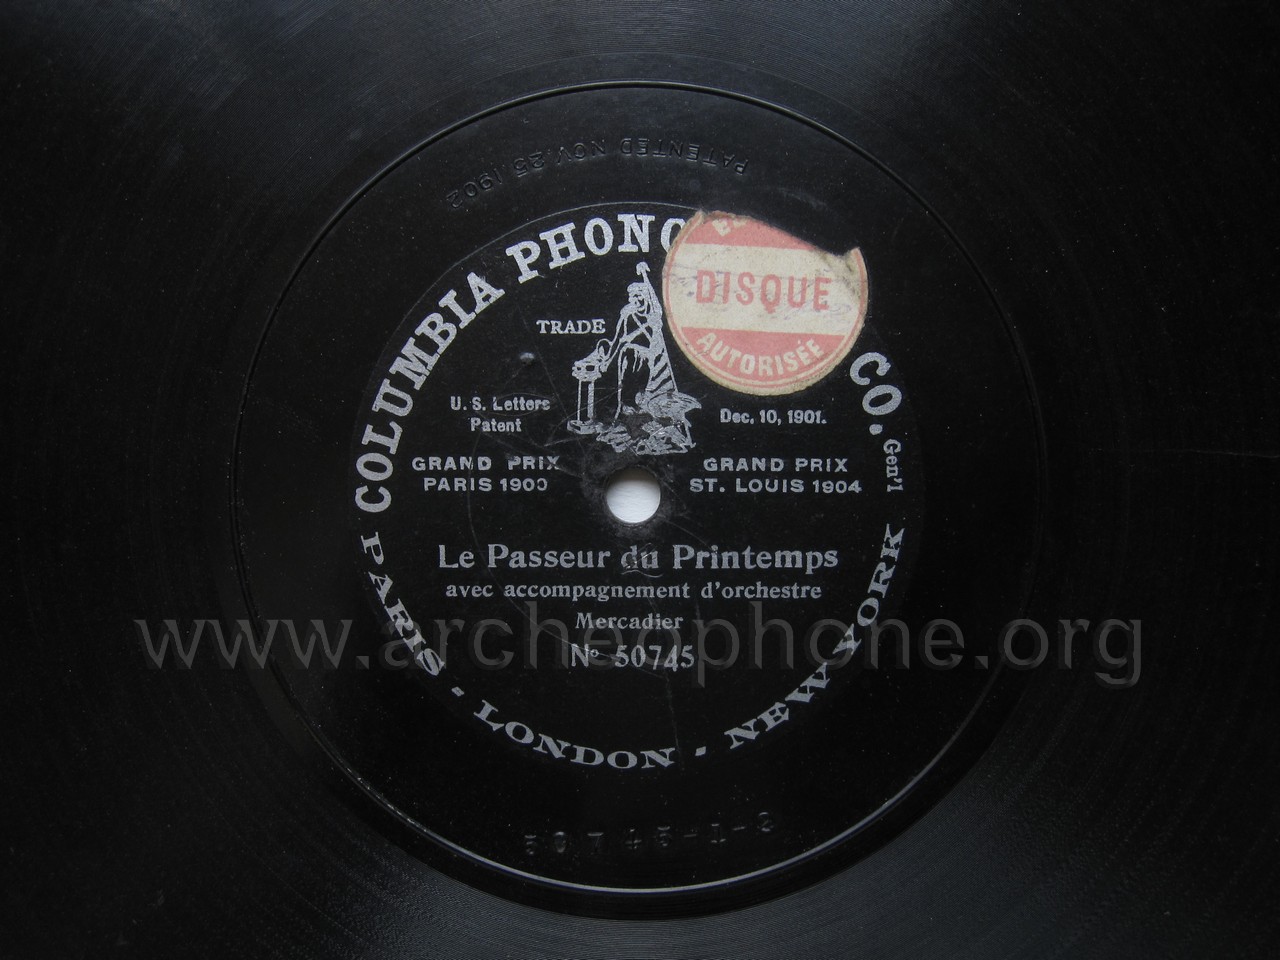 PATENTED NOV. 25, 1902
COLUMBIA PHONO
CO. Gen'l
DISQUE
AUTORISÉE
TRADE
U. S. Letters
Patent
Dec. 10, 1901.
GRAND PRIX
PARIS 1900
GRAND PRIX
ST. LOUIS 1904
Le Passeur du Printemps
avec accompagnement d'orchestre
Mercadier
www.archeophone.org
No 50745
PARIS - LONDON - NEW YORK
50745-1-2